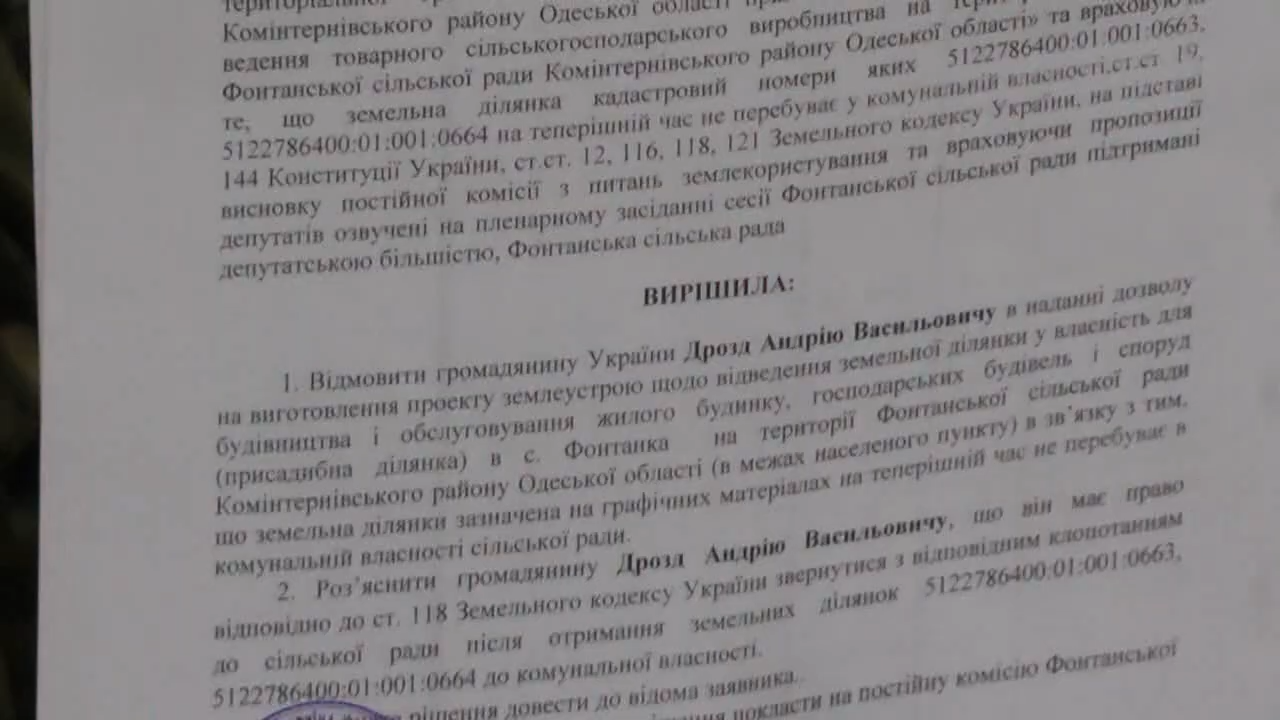 Комінтернівського району Одеської області
ведення товарного сільськогосподарського виробництва на
Фонтанської сільської ради Комінтернівського району Одеської області» та
те, що земельна ділянка кадастровий номери яких 5122786400:01:001:0663,
5122786400:01:001:0664 на теперішній час не перебуває у комунальній власності,ст.ст 19,
144 Конституції України, ст.ст. 12, 116, 118, 121 Земельного кодексу України, на підставі
висновку постійної комісії з питань землекористування та враховуючи пропозиції
депутатів озвучені на пленарному засіданні сесії Фонтанської сільської ради підтримані
депутатською більшістю, Фонтанська сільська рада
ВИРІШИЛА:
1. Відмовити громадянину України Дрозд Андрію Васильовичу в наданні дозволу
на виготовлення проекту землеустрою щодо відведення земельної ділянки у власність для
будівництва і обслуговування жилого будинку, господарських будівель і споруд
(присадибна ділянка) в с. Фонтанка на території Фонтанської сільської ради
Комінтернівського району Одеської області (в межах населеного пункту) в зв’язку з тим,
що земельна ділянки зазначена на графічних матеріалах на теперішній час не перебуває в
комунальній власності сільської ради.
2. Роз’яснити громадянину Дрозд Андрію Васильовичу, що він має право
відповідно до ст. 118 Земельного кодексу України звернутися з відповідним клопотанням
до сільської ради після отримання земельних ділянок 5122786400:01:001:0663,
5122786400:01:001:0664 до комунальної власності.
рішення довести до відома заявника.
покласти на постійну комісію Фонтанської